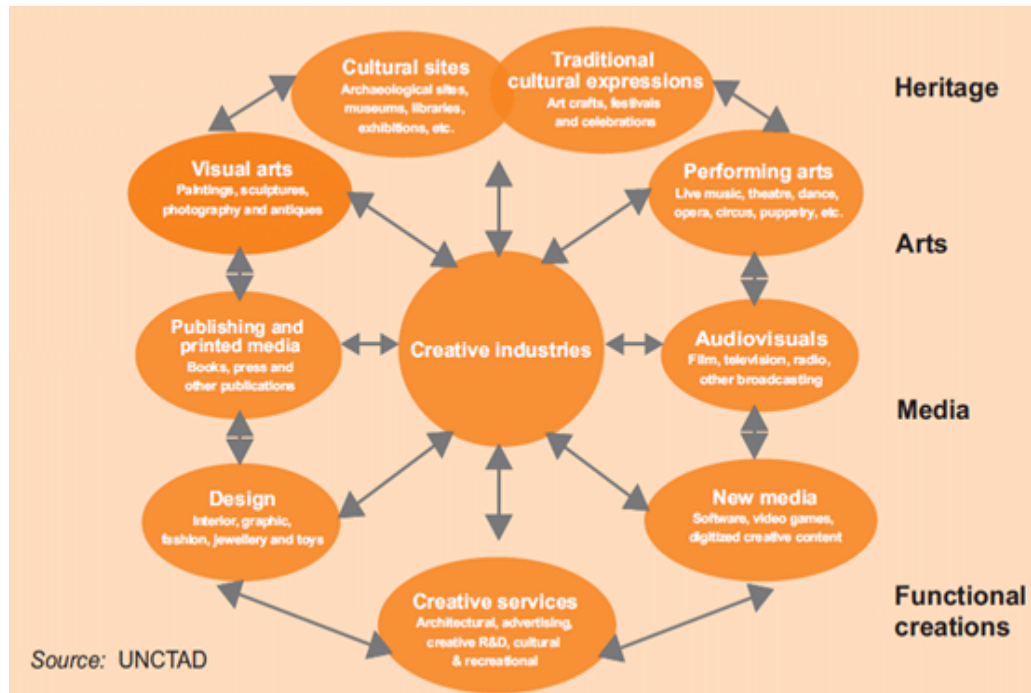 Cultural sites
Archaeological sites,
museums, libraries,
exhibitions, etc.
Traditional
cultural expressions
Art crafts, festivals
and celebrations
Heritage
Visual arts
Paintings, sculptures,
photography and antiques
Performing arts
Live music, theatre, dance,
opera, circus, puppetry, etc.
Arts
Publishing and
printed media
Books, press and
other publications
Creative industries
Audiovisuals
Film, television, radio,
other broadcasting
Media
Design
Interior, graphic,
fashion, jewellery and toys
New media
Software, video games,
digitized creative content
Creative services
Architectural, advertising,
creative R&D, cultural
& recreational
Functional
creations
Source: UNCTAD